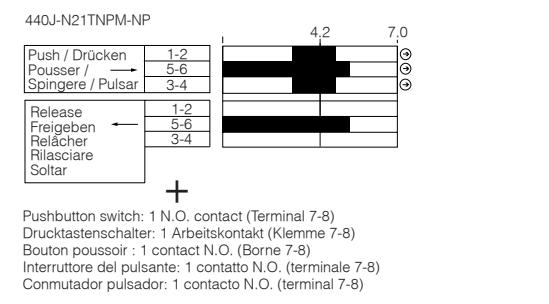 440J-N21TNPM-NP
4.2 7.0
Push / Drücken 1-2
Pousser / 5-6
Spingere / Pulsar 3-4
Release 1-2
Freigeben 5-6
Relâcher 3-4
Rilasciare
Soltar
+
Pushbutton switch: 1 N.O. contact (Terminal 7-8)
Drucktastenschalter: 1 Arbeitskontakt (Klemme 7-8)
Bouton poussoir : 1 contact N.O. (Borne 7-8)
Interruttore del pulsante: 1 contatto N.O. (terminale 7-8)
Conmutador pulsador: 1 contacto N.O. (terminal 7-8)